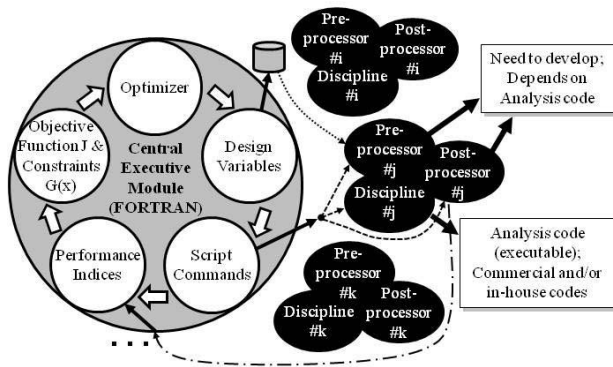 Optimizer
Design
Variables
Script
Commands
Performance
Indices
Objective
Function J &
Constraints
G(x)
Central
Executive
Module
(FORTRAN)
. . .
Pre-
processor
#i
Post-
processor
#i
Discipline
#i
Pre-
processor
#j
Post-
processor
#j
Discipline
#j
Pre-
processor
#k
Discipline
#k
Post-
processor
#k
Need to develop;
Depends on
Analysis code
Analysis code
(executable);
Commercial and/or
in-house codes